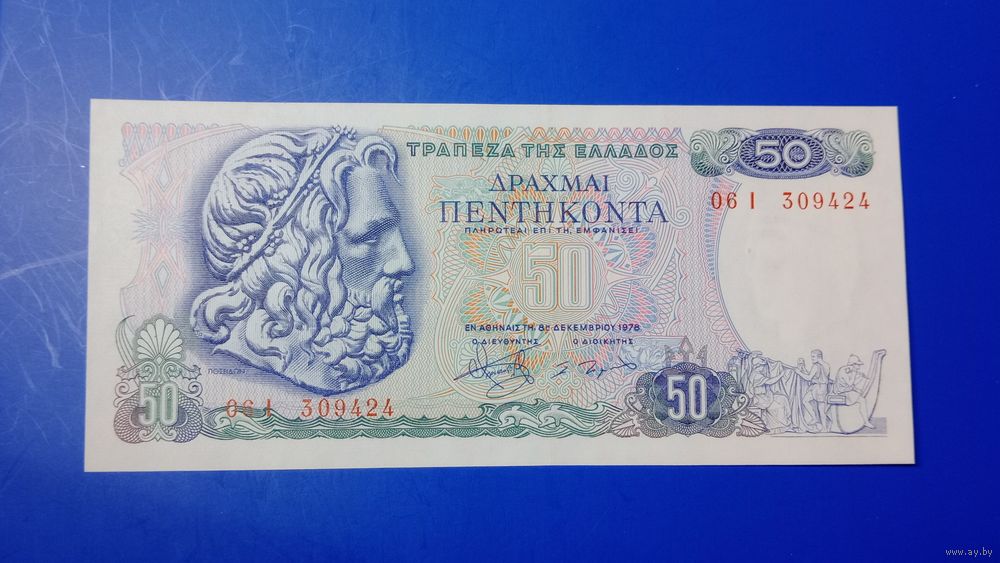 ΤΡΑΠΕΖΑ ΤΗΣ ΕΛΛΑΔΟΣ
50
ΔΡΑΧΜΑΙ
ΠΕΝΤΗΚΟΝΤΑ
06 Ι 309424
ΠΛΗΡΩΤΕΑΙ ΕΠΙ ΤΗ, ΕΜΦΑΝΙΣΕΙ
50
ΕΝ ΑΘΗΝΑΙΣ ΤΗ, 8η ΔΕΚΕΜΒΡΙΟΥ 1978
Ο ΔΙΕΥΘΥΝΤΗΣ Ο ΔΙΟΙΚΗΤΗΣ
ΠΟΣΕΙΔΩΝ
50
06 Ι 309424
50
www.ay.by